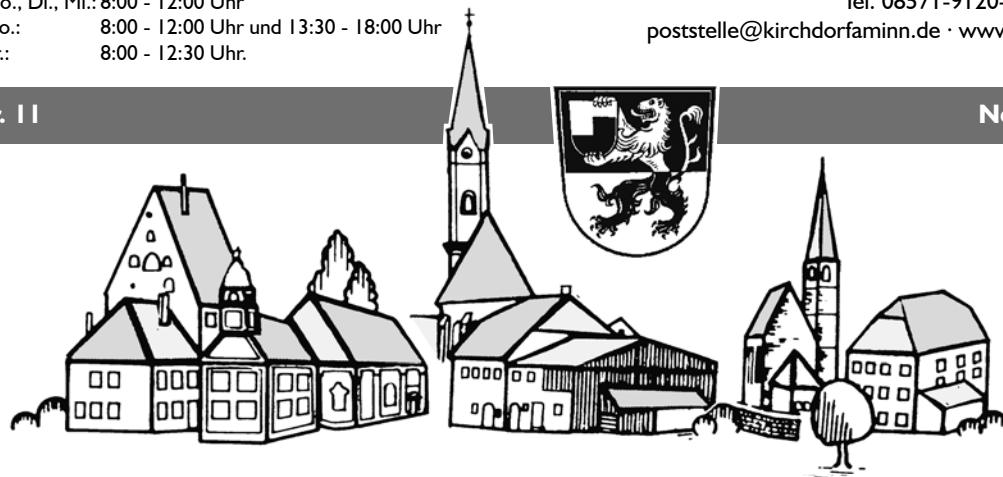 o., Di., Mi.: 8:00 - 12:00 Uhr
o.: 8:00 - 12:00 Uhr und 13:30 - 18:00 Uhr
.: 8:00 - 12:30 Uhr.
Tel. 08571-9120-
poststelle@kirchdorfaminn.de · www
. 11
No